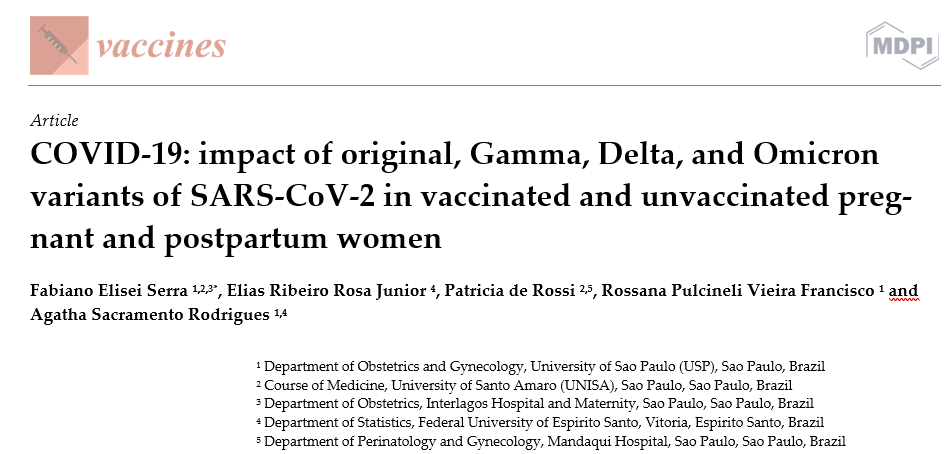 vaccines
MDPI
Article
COVID-19: impact of original, Gamma, Delta, and Omicron
variants of SARS-CoV-2 in vaccinated and unvaccinated preg-
nant and postpartum women
Fabiano Elisei Serra 1,2,3*, Elias Ribeiro Rosa Junior 4, Patricia de Rossi 2,5, Rossana Pulcineli Vieira Francisco 1 and
Agatha Sacramento Rodrigues 1,4
1 Department of Obstetrics and Gynecology, University of Sao Paulo (USP), Sao Paulo, Brazil
2 Course of Medicine, University of Santo Amaro (UNISA), Sao Paulo, Sao Paulo, Brazil
3 Department of Obstetrics, Interlagos Hospital and Maternity, Sao Paulo, Sao Paulo, Brazil
4 Department of Statistics, Federal University of Espirito Santo, Vitoria, Espirito Santo, Brazil
5 Department of Perinatology and Gynecology, Mandaqui Hospital, Sao Paulo, Sao Paulo, Brazil